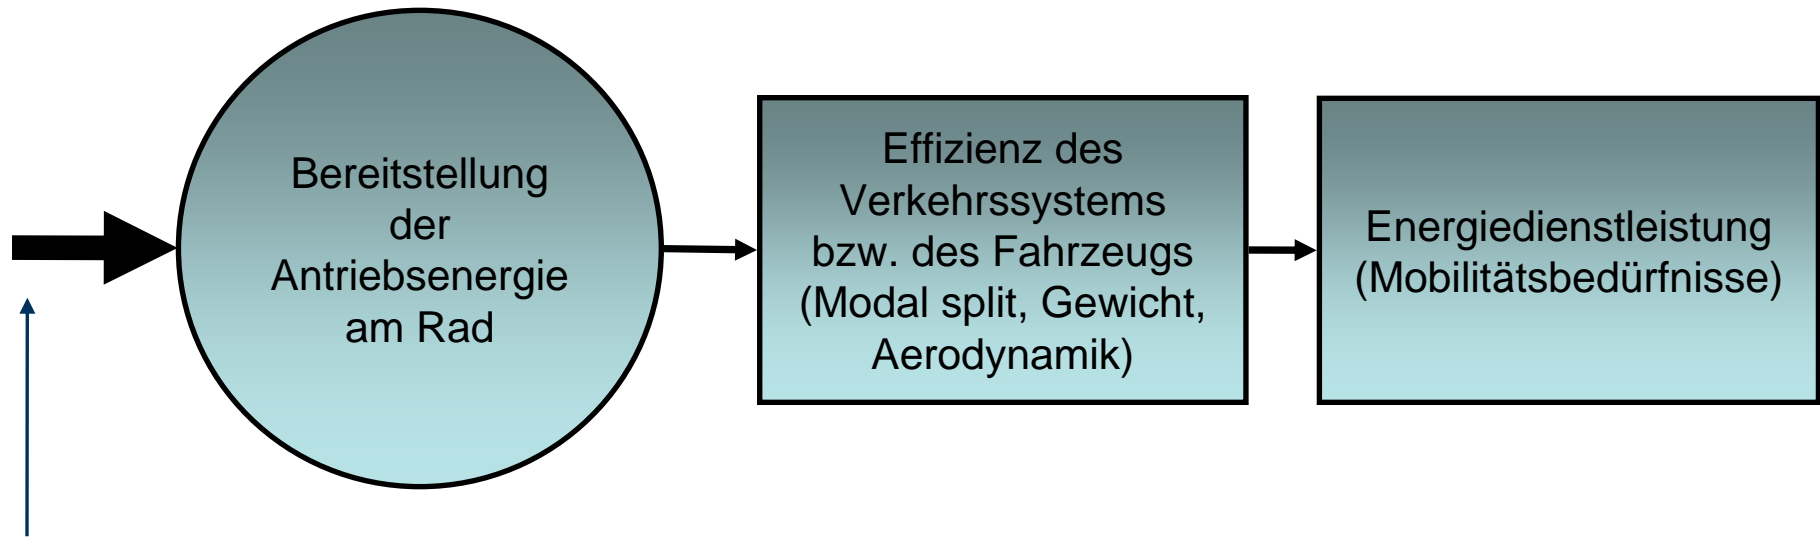 Bereitstellung
der
Antriebsenergie
am Rad
Effizienz des
Verkehrssystems
bzw. des Fahrzeugs
(Modal split, Gewicht,
Aerodynamik)
Energiedienstleistung
(Mobilitätsbedürfnisse)